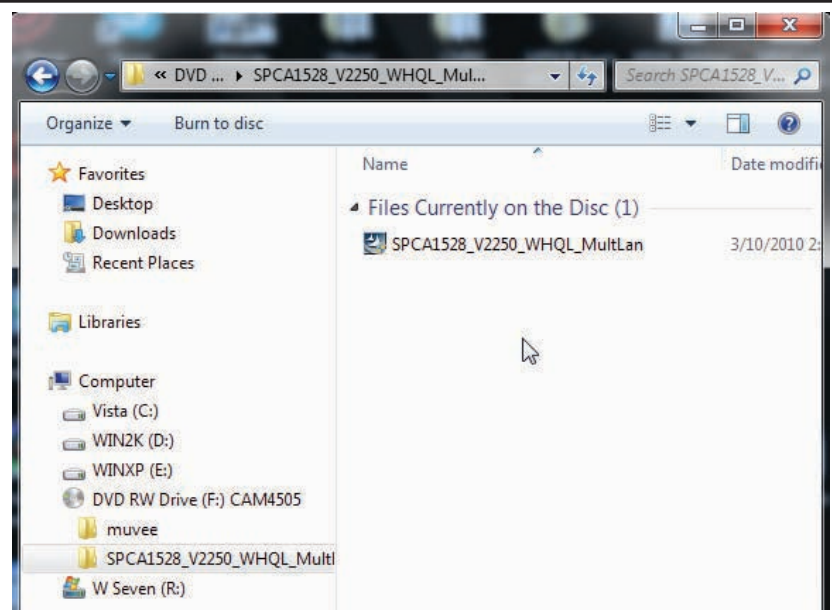 « DVD ... ▸ SPCA1528_V2250_WHQL_Mul...
Search SPCA1528_V...
Organize
Burn to disc
Favorites
Desktop
Downloads
Recent Places
Libraries
Computer
Vista (C:)
WIN2K (D:)
WINXP (E:)
DVD RW Drive (F:) CAM4505
muvee
SPCA1528_V2250_WHQL_Multl
W Seven (R:)
Name
Date modifi
Files Currently on the Disc (1)
SPCA1528_V2250_WHQL_MultLan
3/10/2010 2: